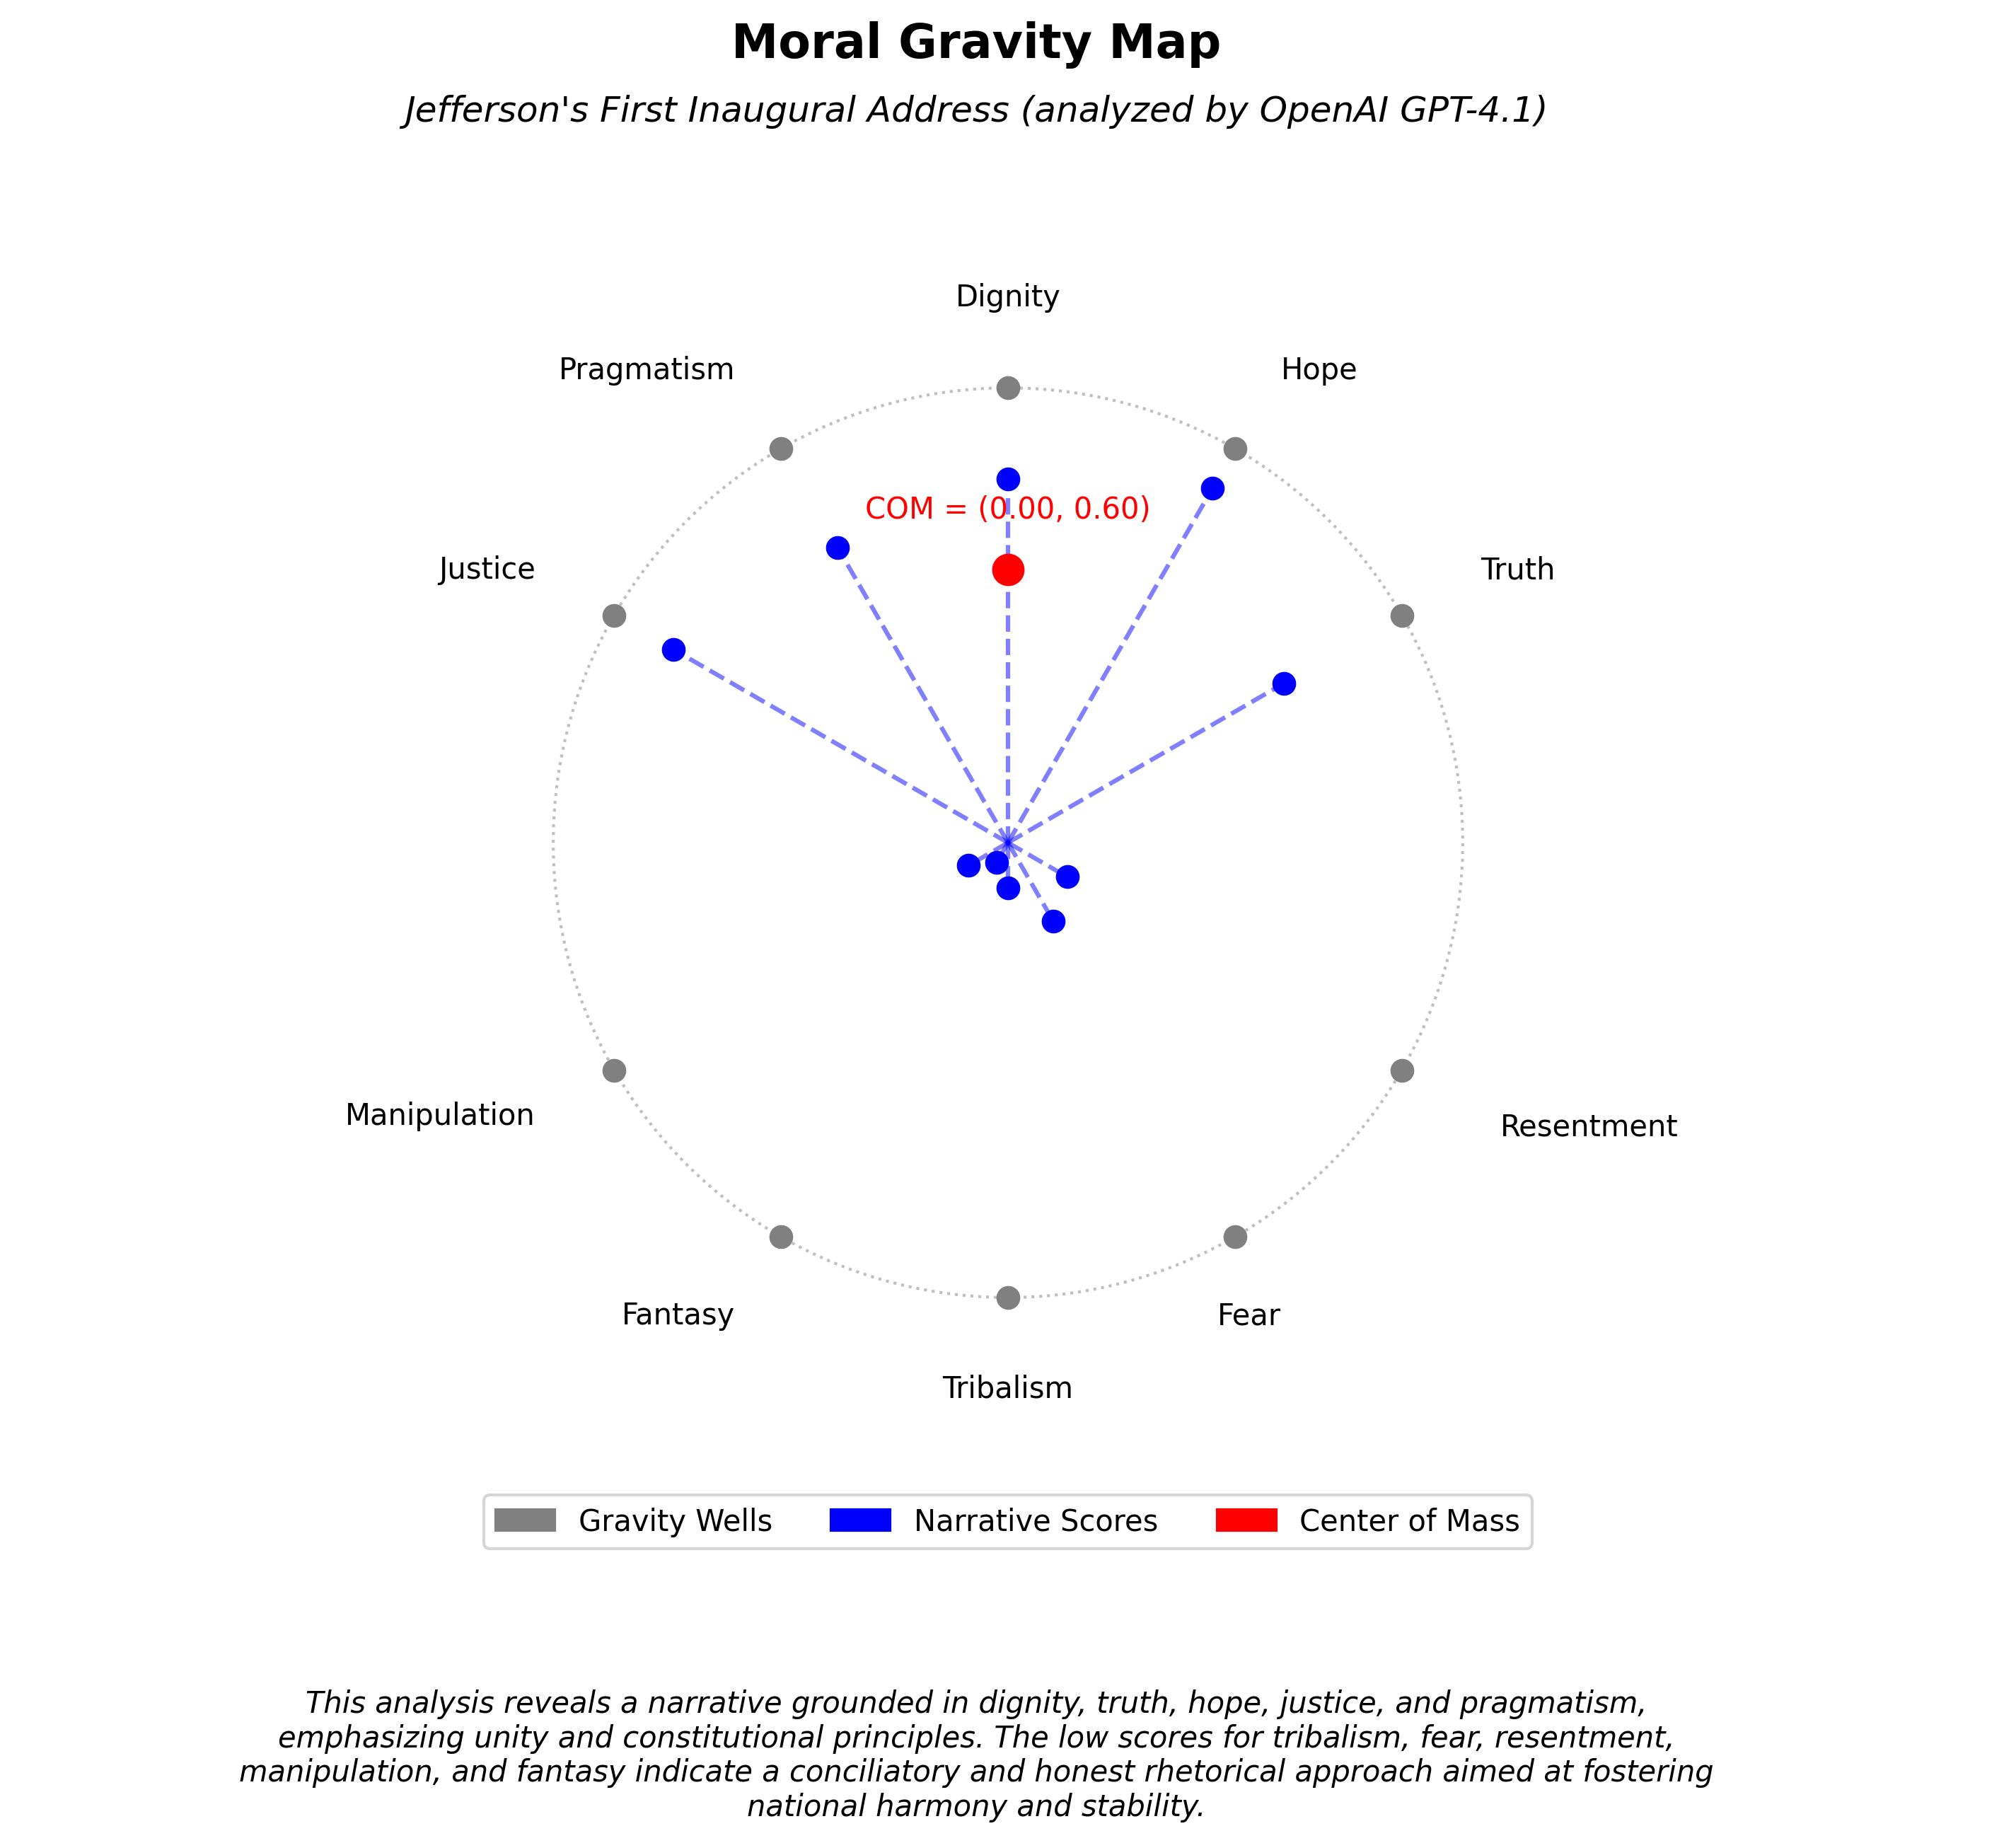 Moral Gravity Map
Jefferson's First Inaugural Address (analyzed by OpenAI GPT-4.1)
Dignity
Pragmatism
Hope
COM = (0.00, 0.60)
Justice
Truth
Manipulation
Resentment
Fantasy
Fear
Tribalism
Gravity Wells
Narrative Scores
Center of Mass
This analysis reveals a narrative grounded in dignity, truth, hope, justice, and pragmatism,
emphasizing unity and constitutional principles. The low scores for tribalism, fear, resentment,
manipulation, and fantasy indicate a conciliatory and honest rhetorical approach aimed at fostering
national harmony and stability.